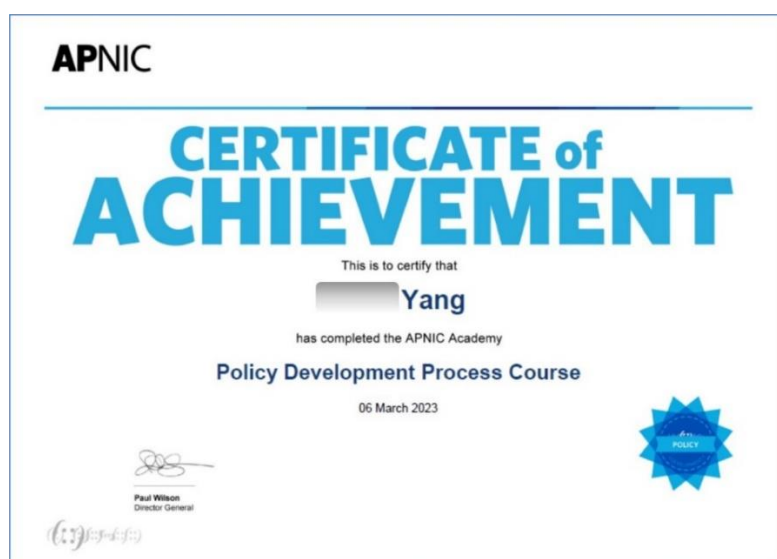 APNIC
CERTIFICATE of
ACHIEVEMENT
This is to certify that
Yang
has completed the APNIC Academy
Policy Development Process Course
06 March 2023
POLICY
Paul Wilson
Director General